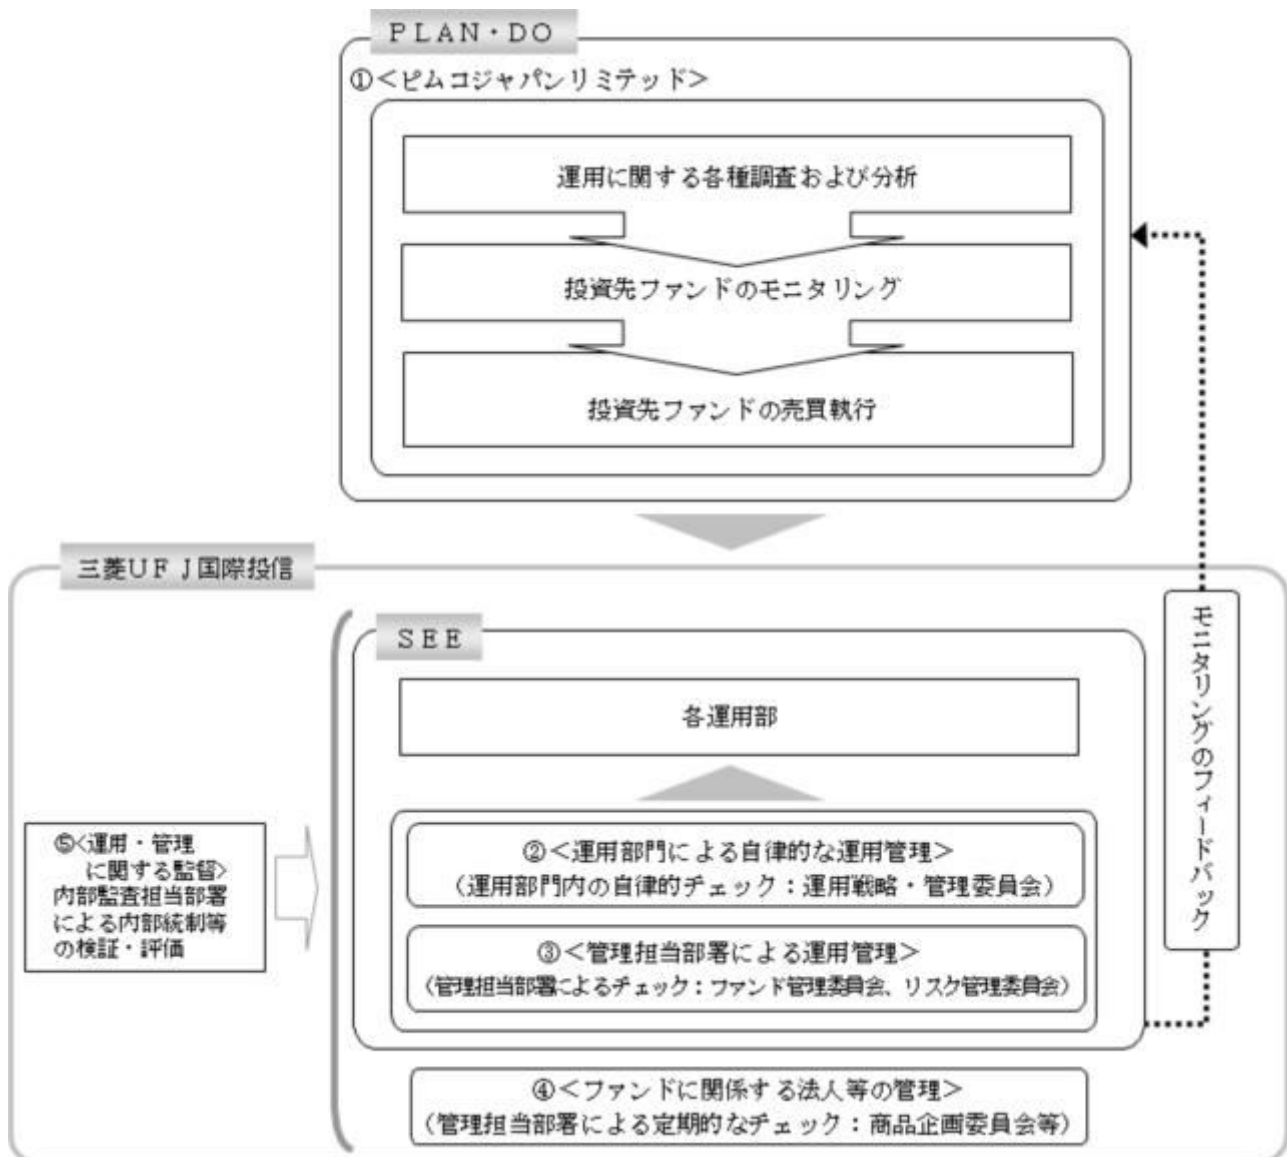 ＰＬＡＮ・ＤＯ
①＜ピムコジャパンリミテッド＞
運用に関する各種調査および分析
投資先ファンドのモニタリング
投資先ファンドの売買執行
三菱ＵＦＪ国際投信
ＳＥＥ
各運用部
②＜運用部門による自律的な運用管理＞
（運用部門内の自律的チェック：運用戦略・管理委員会）
③＜管理担当部署による運用管理＞
（管理担当部署によるチェック：ファンド管理委員会、リスク管理委員会）
④＜ファンドに関係する法人等の管理＞
（管理担当部署による定期的なチェック：商品企画委員会等）
⑤＜運用・管理
に関する監督＞
内部監査担当部署
による内部統制等
の検証・評価
モニタリングのフィードバック